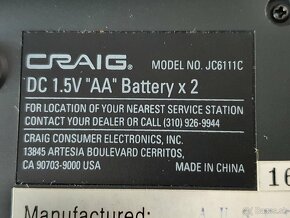 CRAIG. MODEL NO. JC6111C
DC 1.5V "AA" Battery x 2
FOR LOCATION OF YOUR NEAREST SERVICE STATION
CONTACT YOUR DEALER OR CALL (310) 926-9944
CRAIG CONSUMER ELECTRONICS, INC.
13845 ARTESIA BOULEVARD CERRITOS,
CA 90703-9000 USA MADE IN CHINA
16
Manufactured: